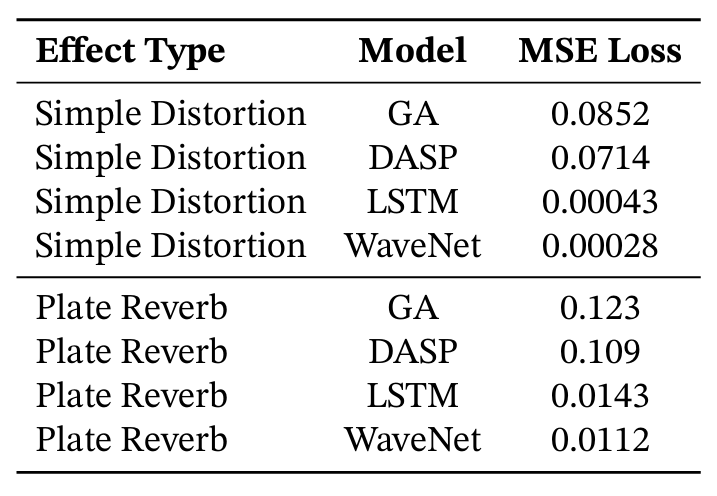 Effect Type Model MSE Loss
Simple Distortion GA 0.0852
Simple Distortion DASP 0.0714
Simple Distortion LSTM 0.00043
Simple Distortion WaveNet 0.00028
Plate Reverb GA 0.123
Plate Reverb DASP 0.109
Plate Reverb LSTM 0.0143
Plate Reverb WaveNet 0.0112